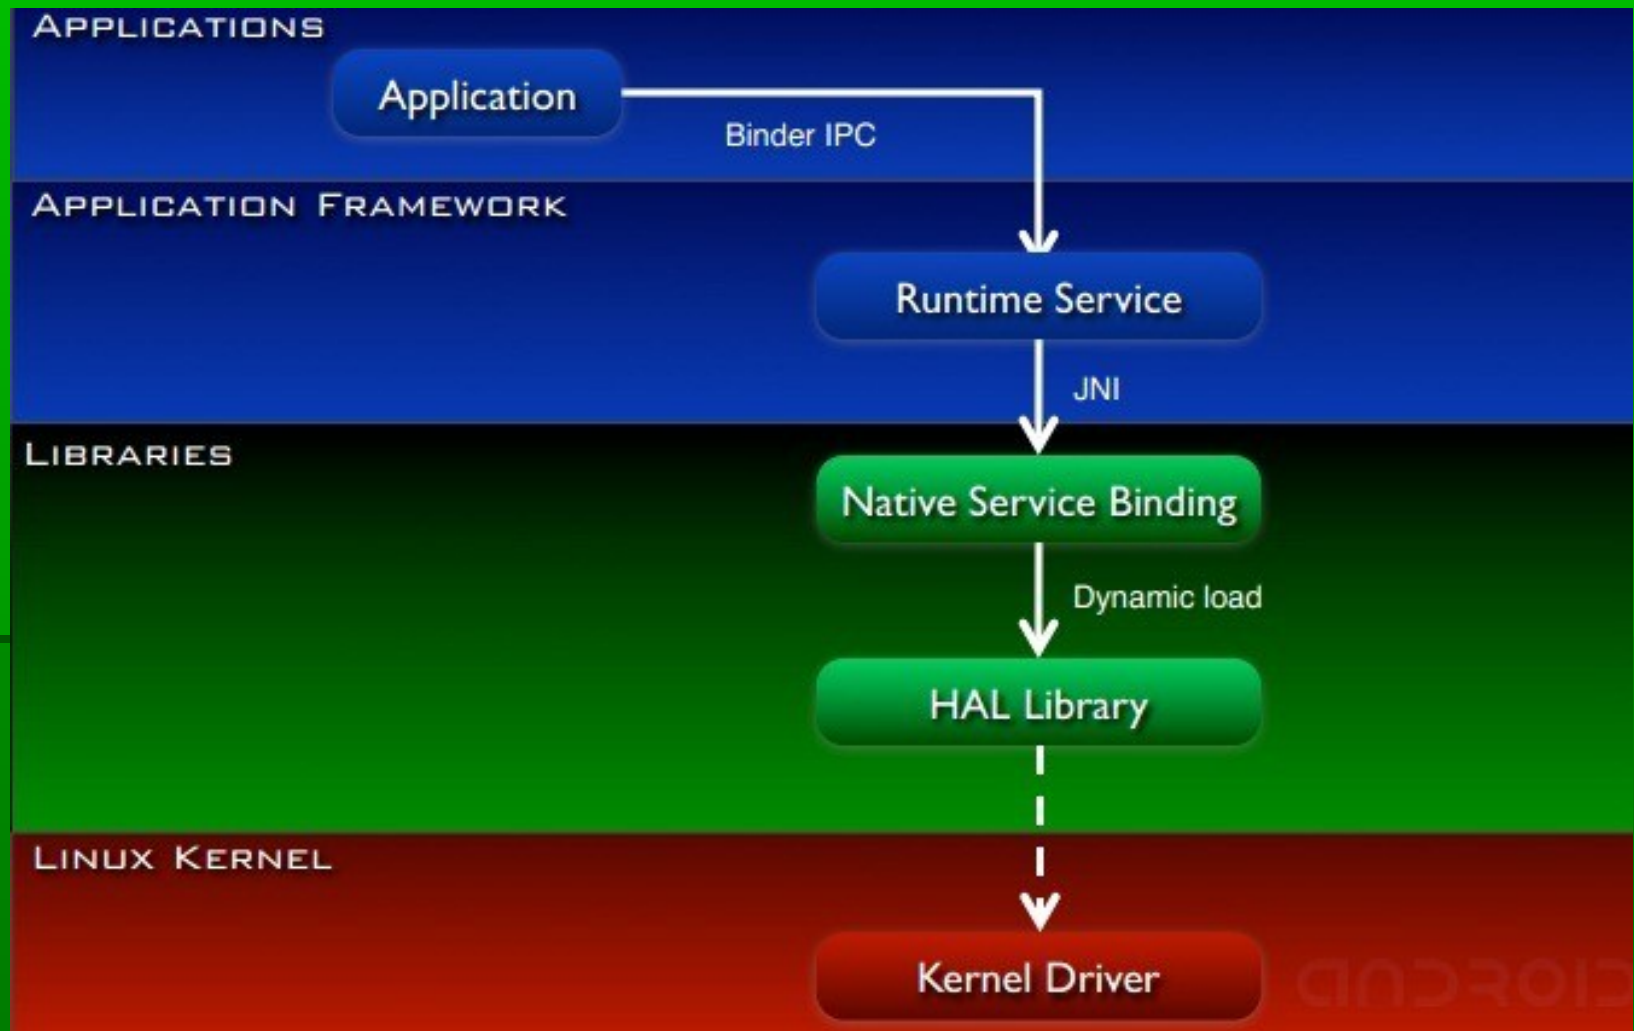 APPLICATIONS
Application
Binder IPC
APPLICATION FRAMEWORK
Runtime Service
JNI
LIBRARIES
Native Service Binding
Dynamic load
HAL Library
LINUX KERNEL
Kernel Driver
ANDROID